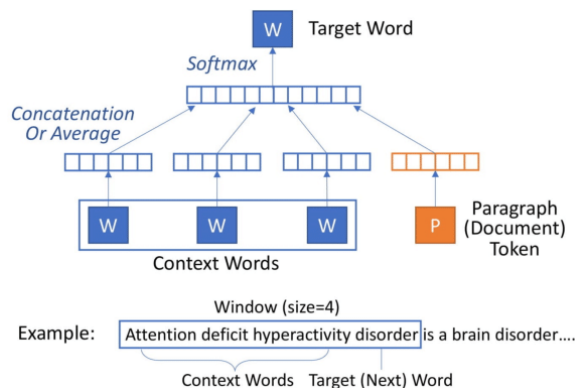 W Target Word
Softmax
Concatenation
Or Average
W W W P Paragraph
(Document)
Token
Context Words
Window (size=4)
Example: Attention deficit hyperactivity disorder is a brain disorder....
Context Words Target (Next) Word